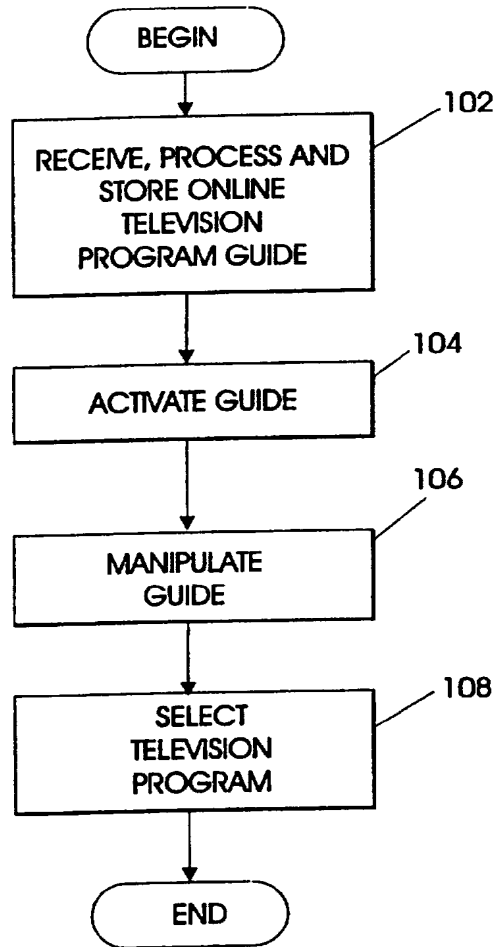 BEGIN
102
RECEIVE, PROCESS AND
STORE ONLINE
TELEVISION
PROGRAM GUIDE
104
ACTIVATE GUIDE
106
MANIPULATE
GUIDE
108
SELECT
TELEVISION
PROGRAM
END